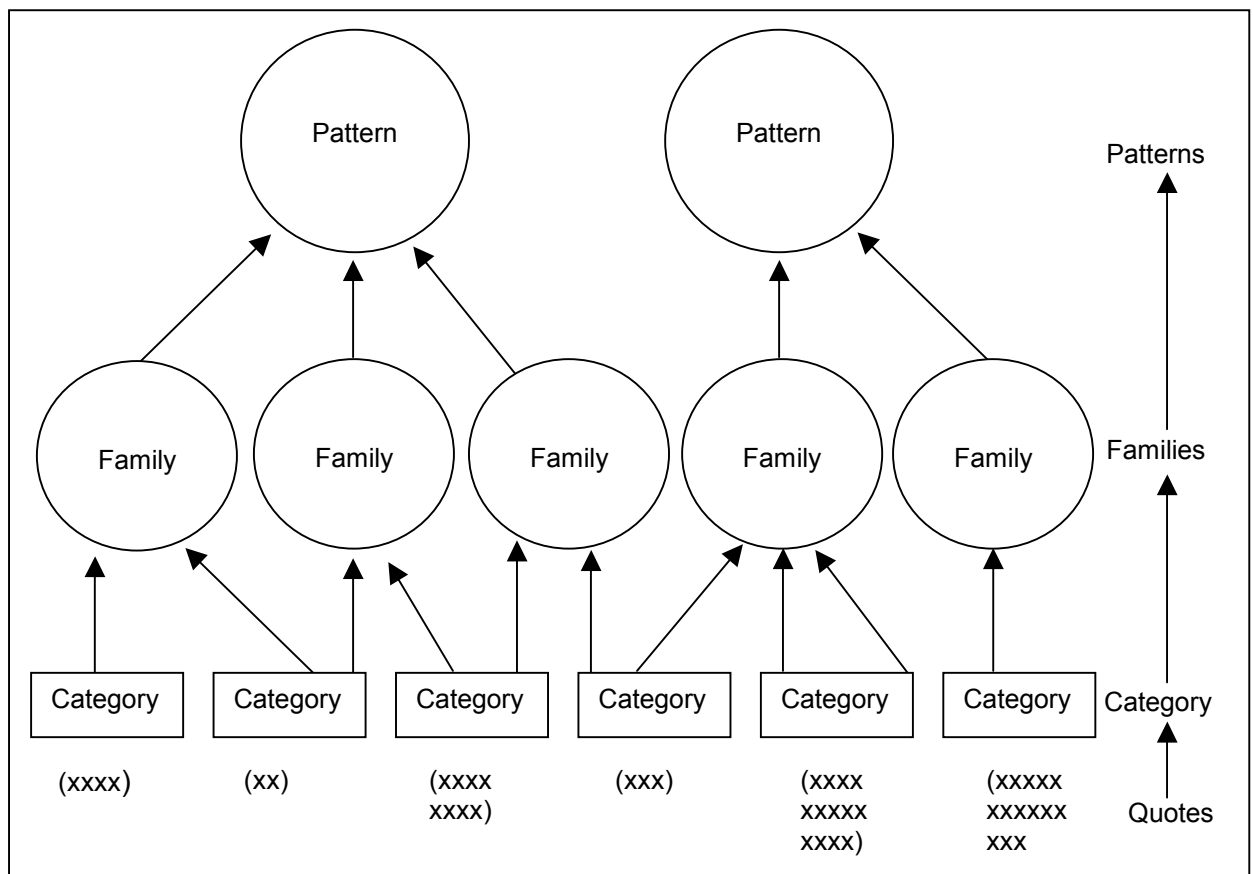 Pattern
Pattern
Patterns
Family
Family
Family
Family
Family
Families
Category
Category
Category
Category
Category
Category
Category
(xxxx)
(xx)
(xxxx
xxxx)
(xxx)
(xxxx
xxxxx
xxxx)
(xxxxx
xxxxxx
xxx
Quotes